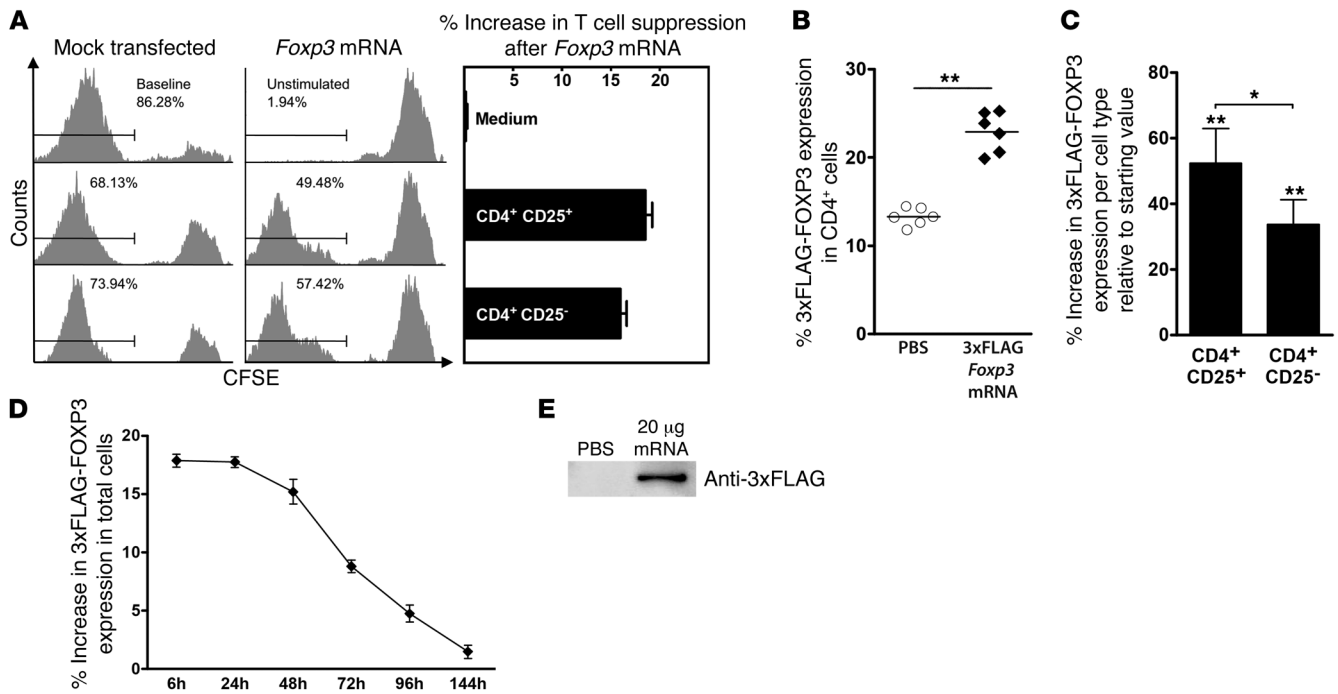 A
Mock transfected
Foxp3 mRNA
% Increase in T cell suppression
after Foxp3 mRNA
Baseline
86.28%
Unstimulated
1.94%
68.13%
49.48%
73.94%
57.42%
Counts
CFSE
5 10 15 20
Medium
CD4+ CD25+
CD4+ CD25-
B
% 3xFLAG-FOXP3 expression
in CD4+ cells
30
20
10
0
**
PBS
3xFLAG
Foxp3
mRNA
C
% Increase in 3xFLAG-FOXP3
expression per cell type
relative to starting value
80
60
40
20
0
*
**
**
CD4+
CD25+
CD4+
CD25-
D
% Increase in 3xFLAG-FOXP3
expression in total cells
20
15
10
5
0
6h 24h 48h 72h 96h 144h
E
PBS
20 µg
mRNA
Anti-3xFLAG